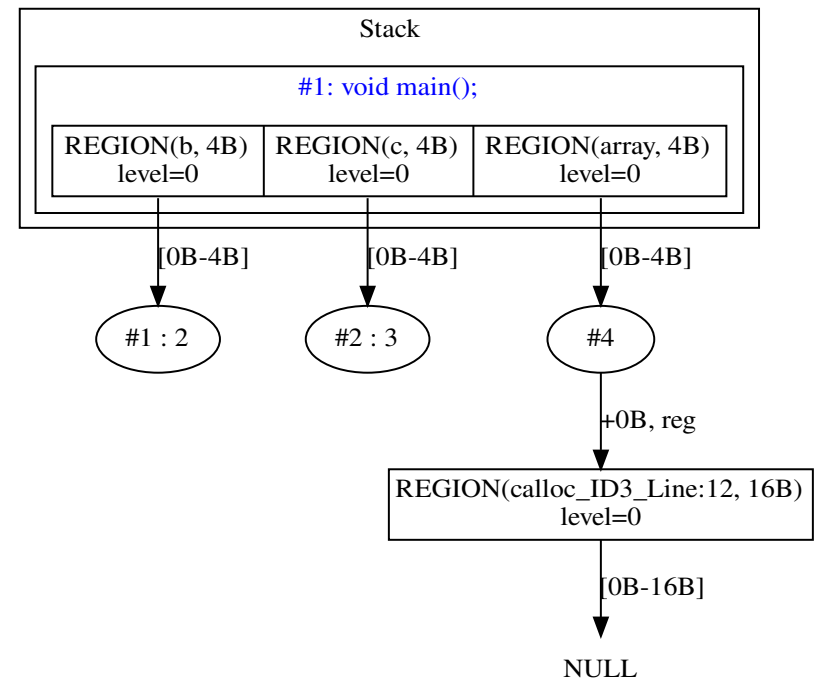 Stack
#1: void main();
REGION(b, 4B)
level=0
REGION(c, 4B)
level=0
REGION(array, 4B)
level=0
[0B-4B]
[0B-4B]
[0B-4B]
#1 : 2
#2 : 3
#4
+0B, reg
REGION(calloc_ID3_Line:12, 16B)
level=0
[0B-16B]
NULL